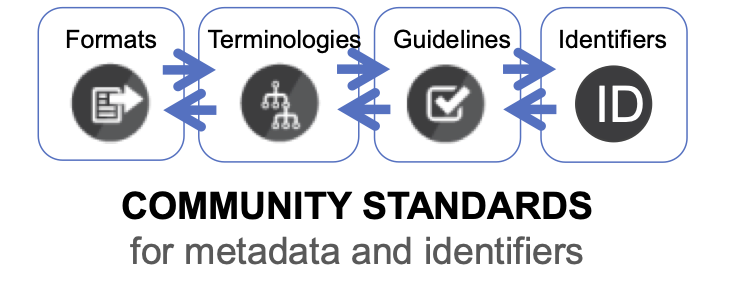 Formats Terminologies Guidelines Identifiers
ID
COMMUNITY STANDARDS
for metadata and identifiers